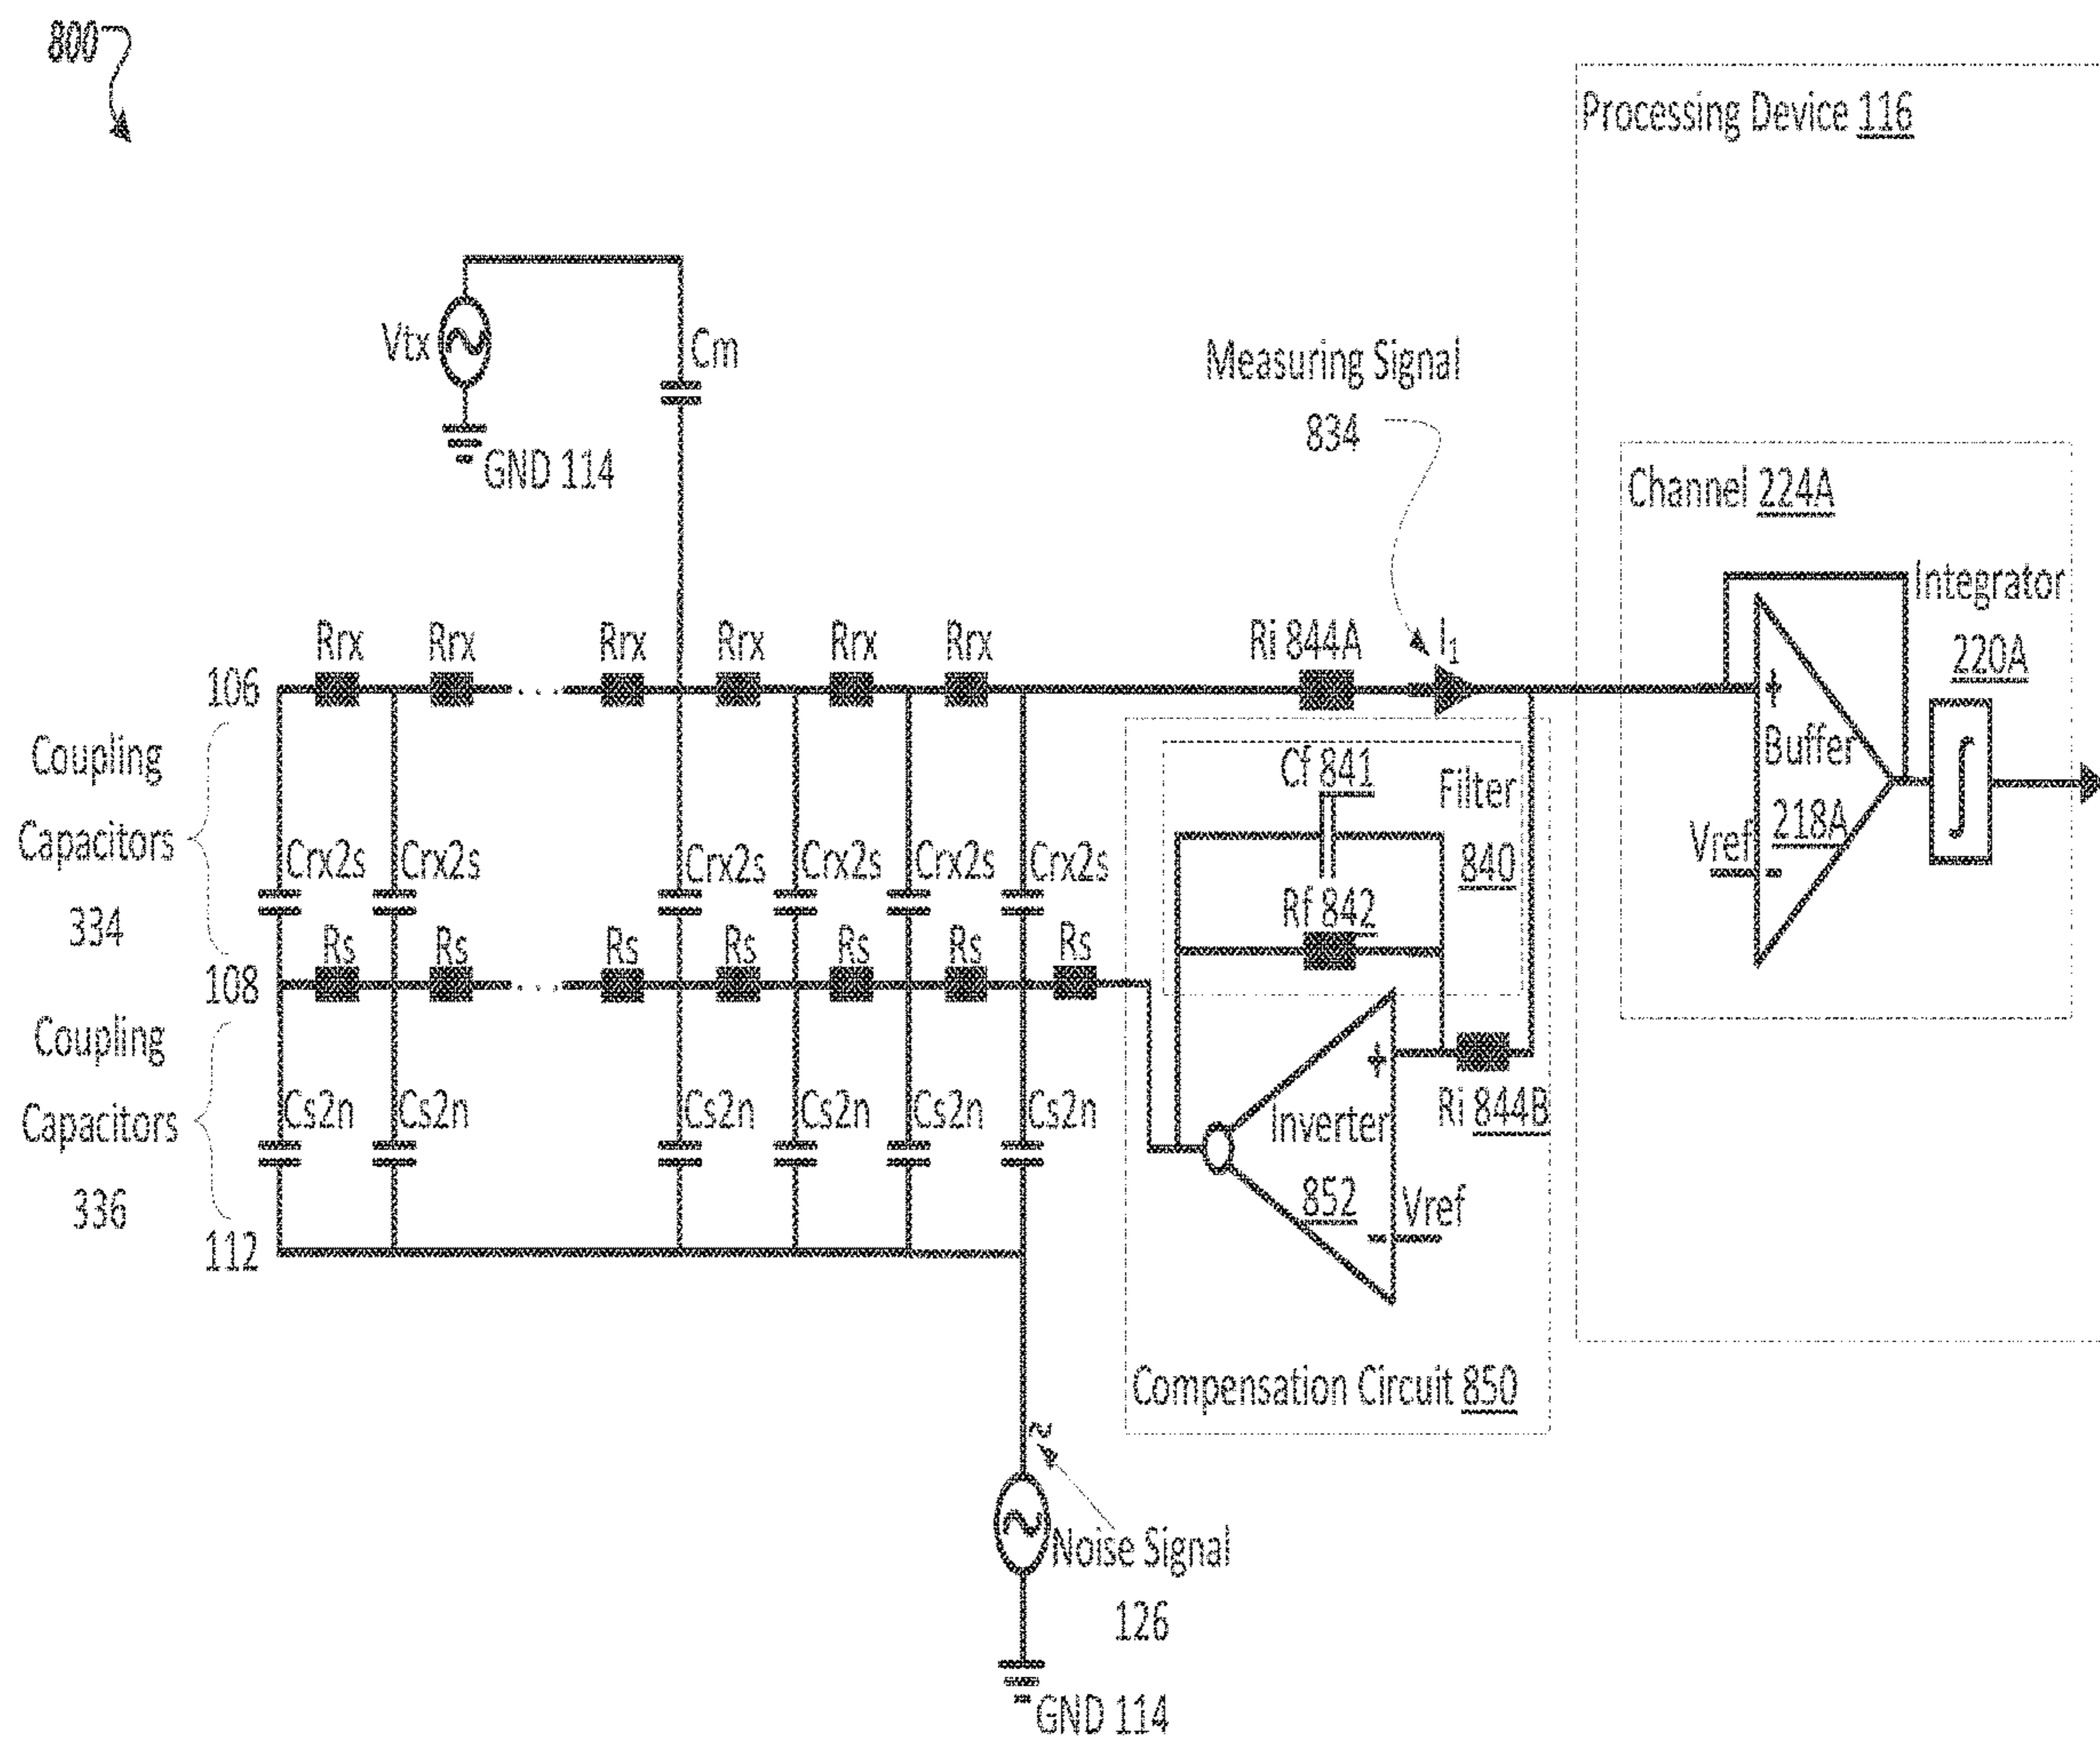 800
Processing Device 116
Vtx
Cm
GND 114
Measuring Signal
834
Channel 224A
Integrator
220A
Rrx Rrx Rrx Rrx Rrx Rrx
Ri 844A
I1
106
+
Buffer
218A
Vref
-
Coupling
Capacitors
334
Cf 841
Filter
840
Crx2s Crx2s Crx2s Crx2s Crx2s Crx2s
Rf 842
Rs Rs Rs Rs Rs Rs Rs
108
...
...
+
Ri 844B
Coupling
Capacitors
336
Cs2n Cs2n Cs2n Cs2n Cs2n Cs2n
Inverter
852
Vref
-
112
Compensation Circuit 850
~
Noise Signal
126
GND 114